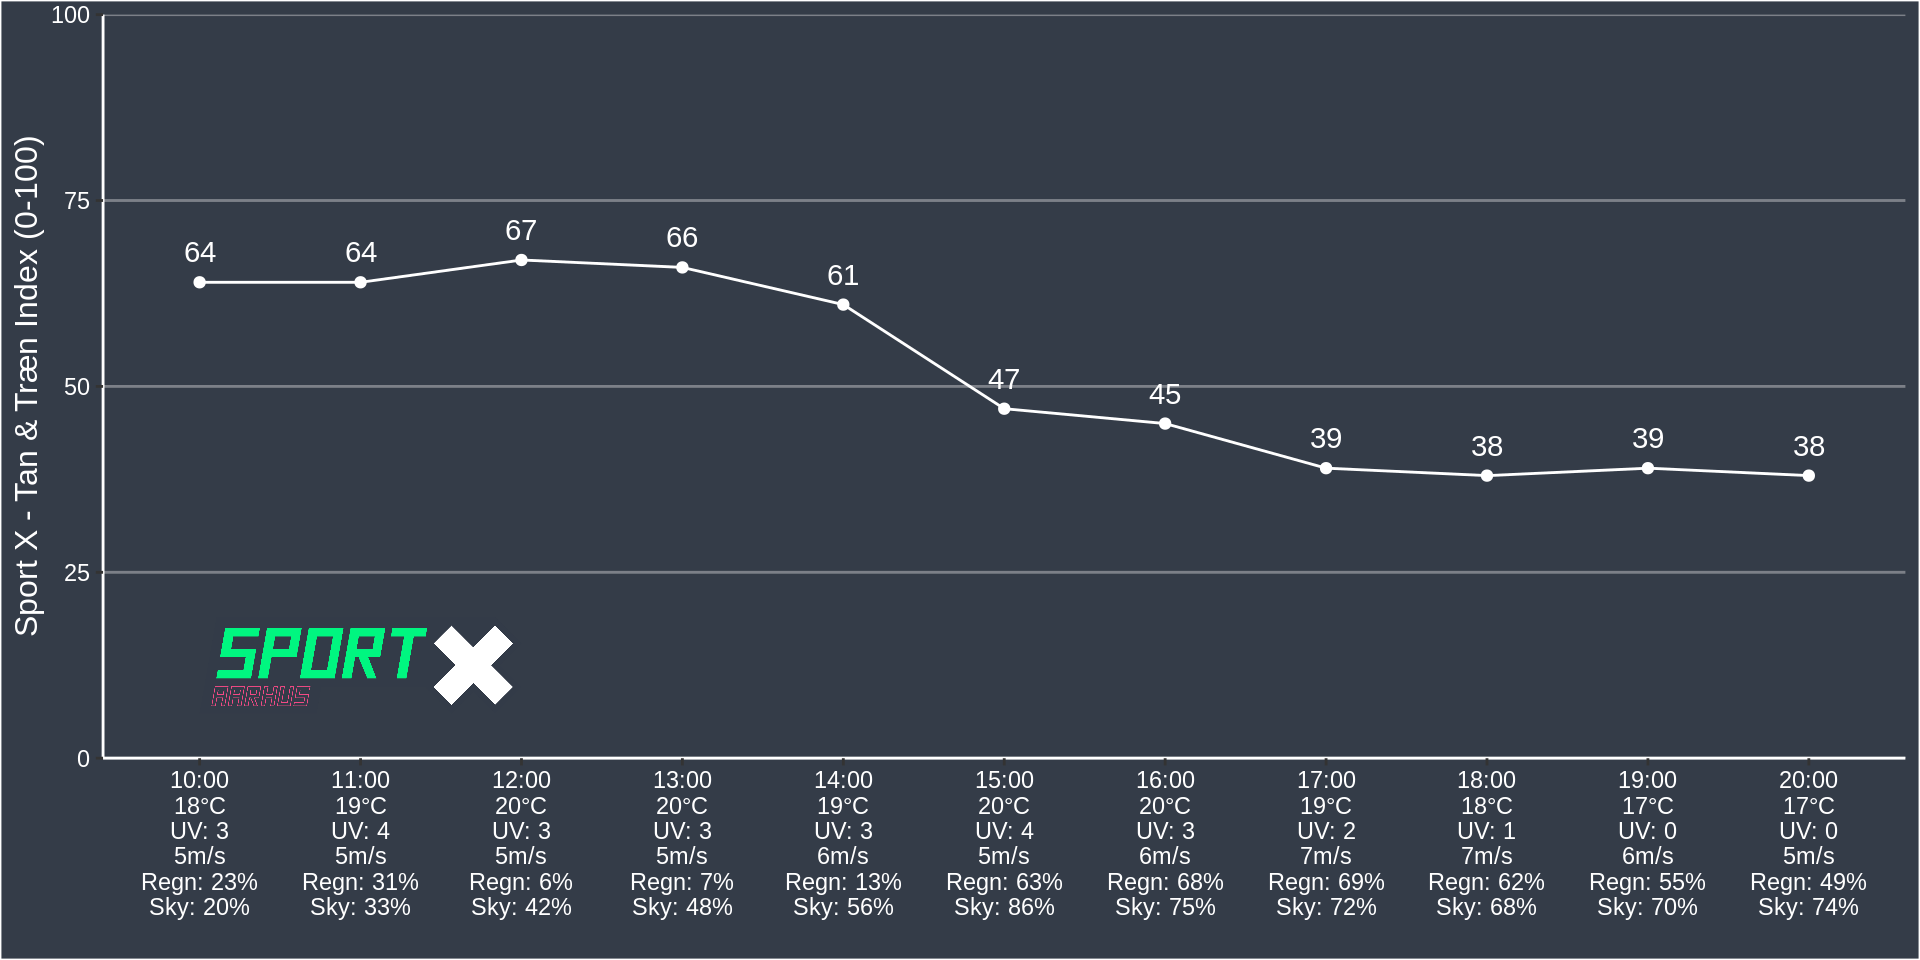 Sport X - Tan & Træn Index (0-100)
100
75
50
25
0
64
64
67
66
61
47
45
39
38
39
38
SPORT X
AARHUS
10:00 11:00 12:00 13:00 14:00 15:00 16:00 17:00 18:00 19:00 20:00
18°C 19°C 20°C 20°C 19°C 20°C 20°C 19°C 18°C 17°C 17°C
UV: 3 UV: 4 UV: 3 UV: 3 UV: 3 UV: 4 UV: 3 UV: 2 UV: 1 UV: 0 UV: 0
5m/s 5m/s 5m/s 5m/s 6m/s 5m/s 6m/s 7m/s 7m/s 6m/s 5m/s
Regn: 23% Regn: 31% Regn: 6% Regn: 7% Regn: 13% Regn: 63% Regn: 68% Regn: 69% Regn: 62% Regn: 55% Regn: 49%
Sky: 20% Sky: 33% Sky: 42% Sky: 48% Sky: 56% Sky: 86% Sky: 75% Sky: 72% Sky: 68% Sky: 70% Sky: 74%